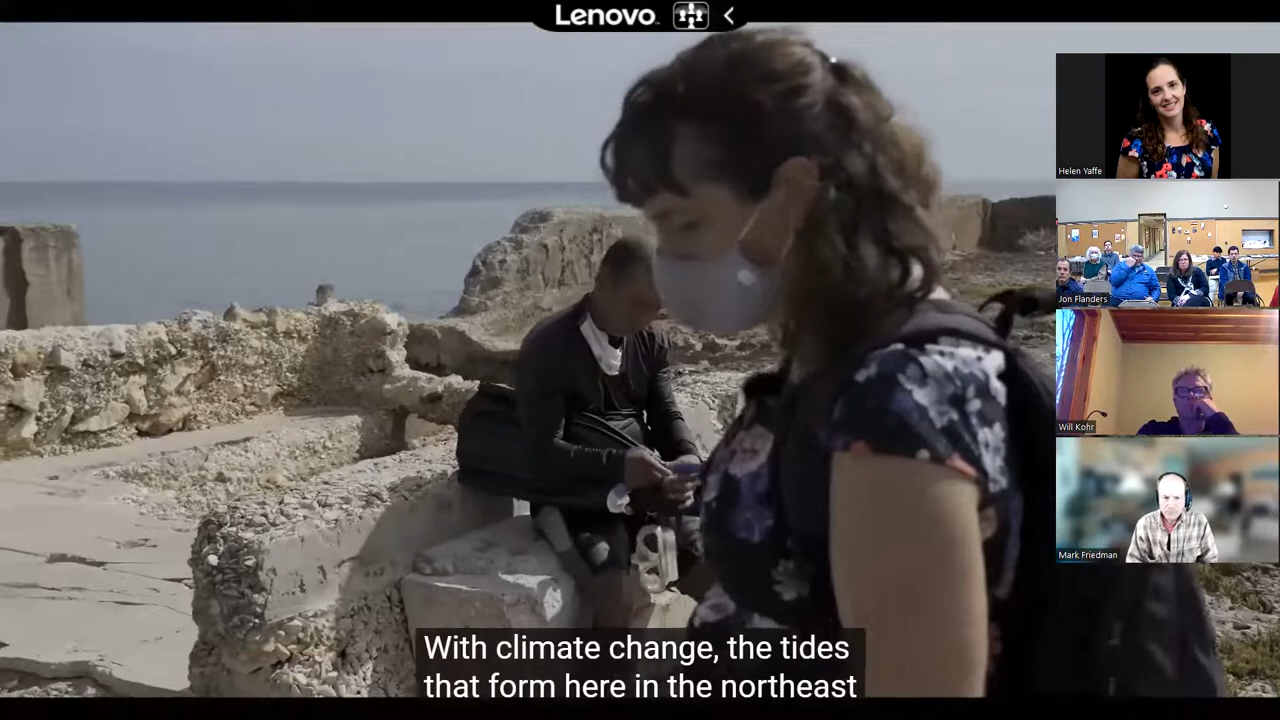 Lenovo
Helen Yaffe
Jon Flanders
Will Kohr
Mark Friedman
With climate change, the tides
that form here in the northeast